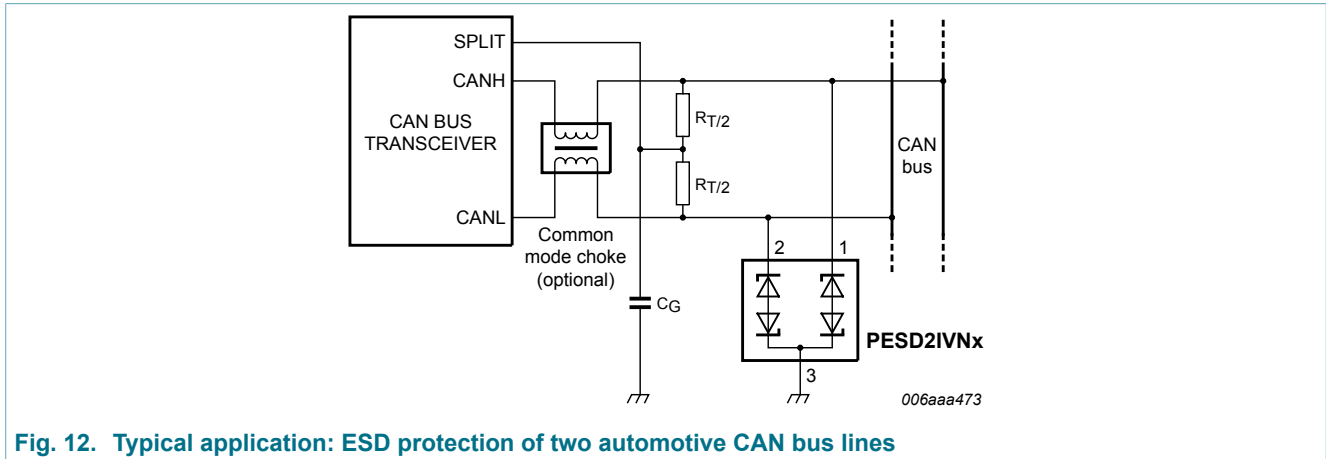 SPLIT
CANH
CAN BUS
TRANSCEIVER
CANL
Common
mode choke
(optional)
RT/2
RT/2
CG
CAN
bus
2
1
3
PESD2IVNx
006aaa473
Fig. 12. Typical application: ESD protection of two automotive CAN bus lines